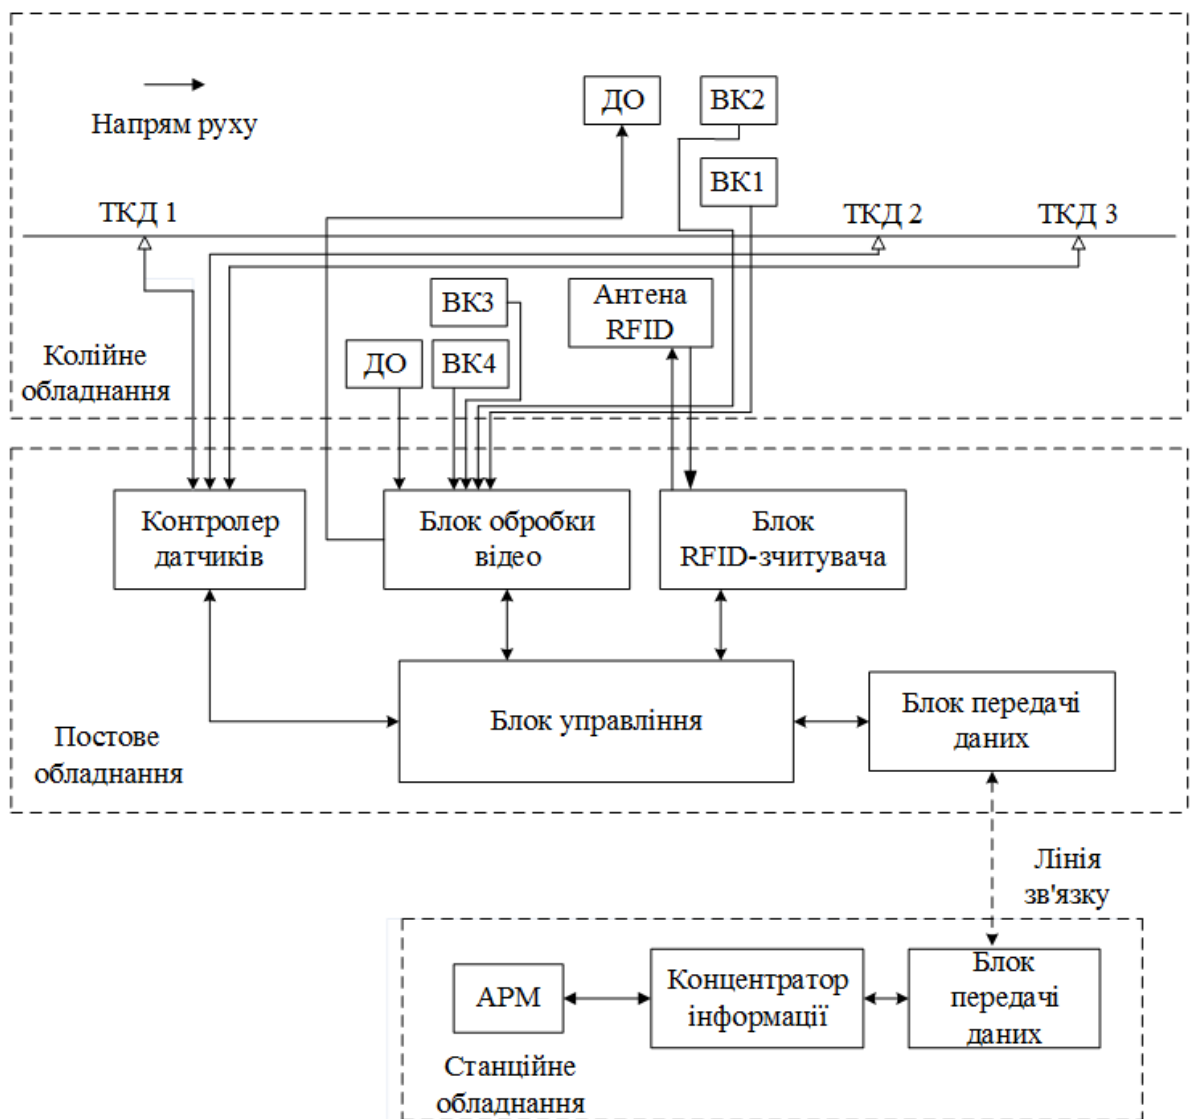 ДО
ВК2
Напрям руху
ВК1
ТКД 1
ТКД 2
ТКД 3
ВК3
Антена
RFID
Колійне
обладнання
ДО
ВК4
Контролер
датчиків
Блок обробки
відео
Блок
RFID-зчитувача
Блок управління
Блок передачі
даних
Постове
обладнання
Лінія
зв'язку
АРМ
Концентратор
інформації
Блок
передачі
даних
Станційне
обладнання